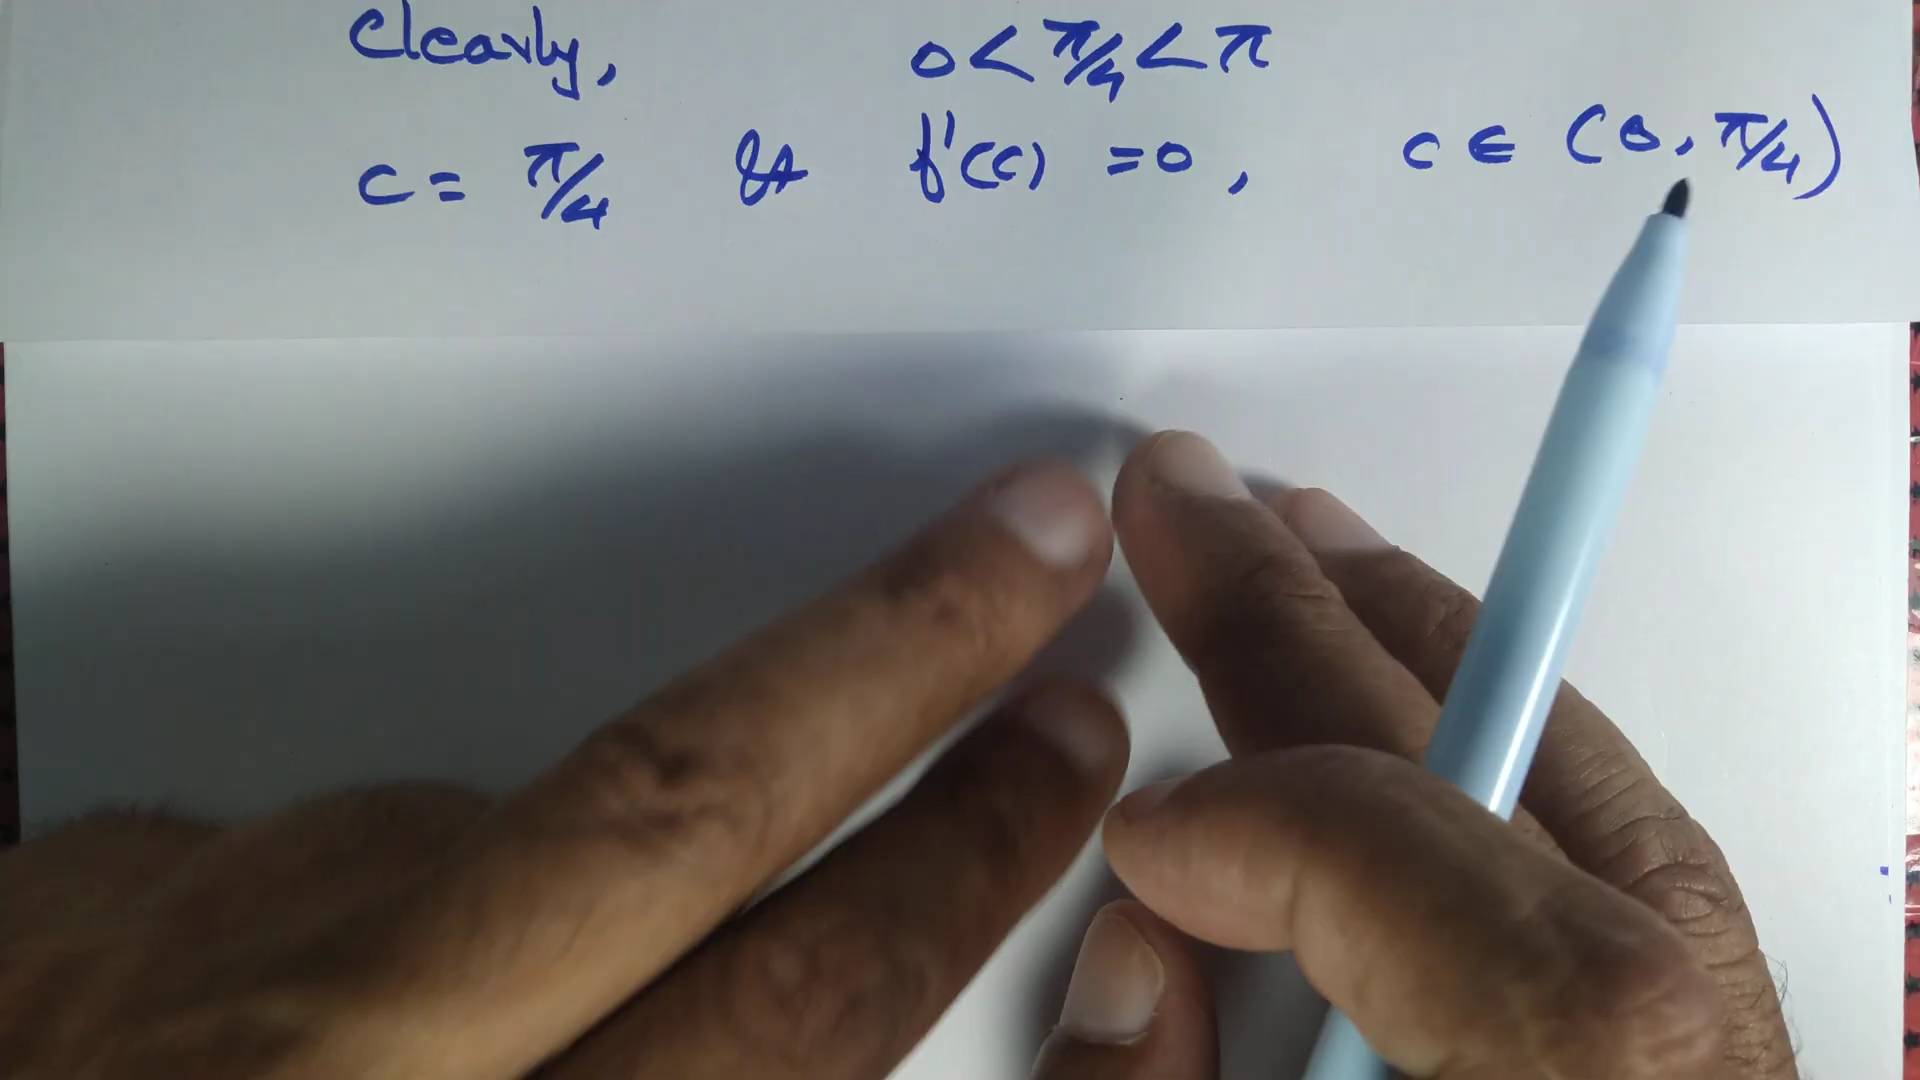 Clearly, 0 < π/4 < π
c = π/4 & f'(c) = 0, c ∈ (0, π/4)